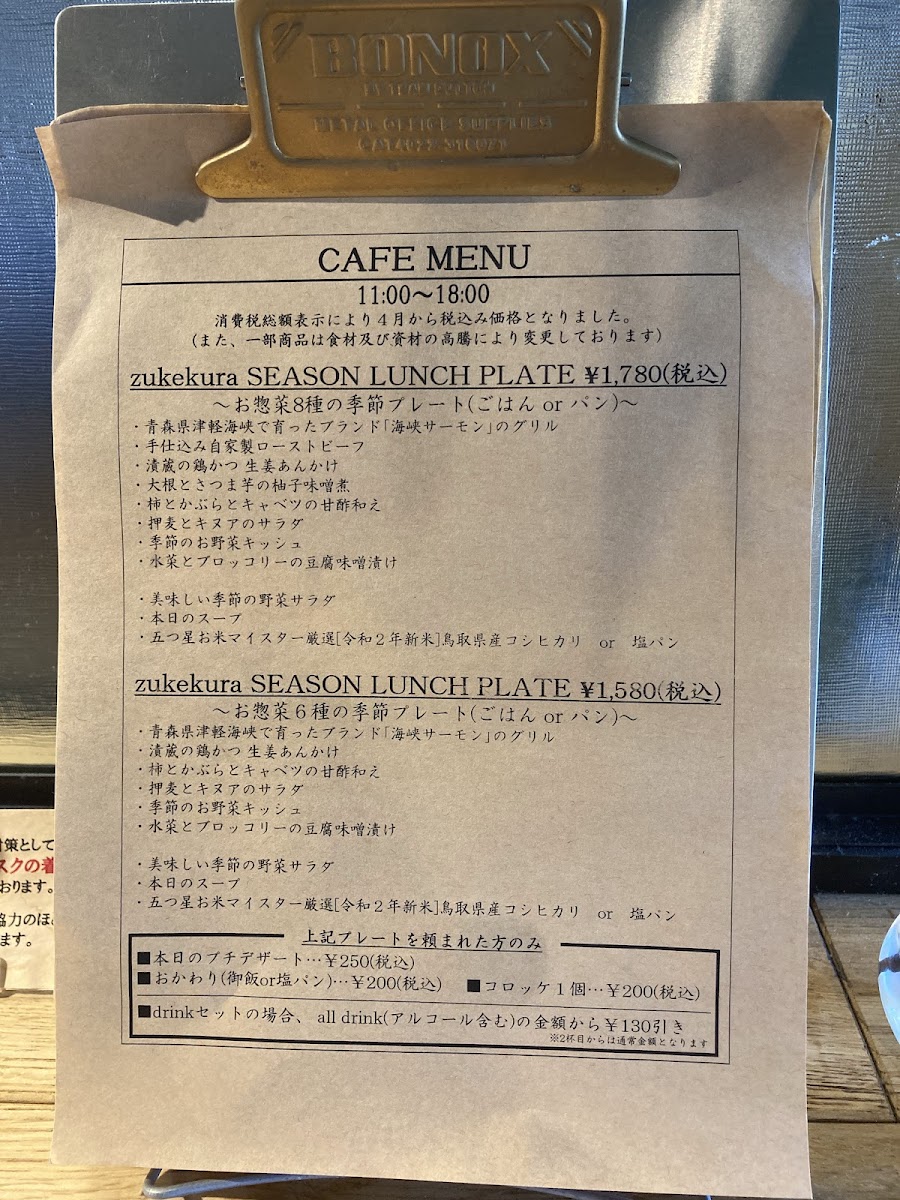 BONOX
METAL OFFICE SUPPLIES
CAFE MENU
11:00〜18:00
消費税総額表示により４月から税込み価格となりました。
(また、一部商品は食材及び資材の高騰により変更しております)
zukekura SEASON LUNCH PLATE ¥1,780(税込)
〜お惣菜8種の季節プレート(ごはん or パン)〜
・青森県津軽海峡で育ったブランド｢海峡サーモン｣のグリル
・手仕込み自家製ローストビーフ
・漬蔵の鶏かつ 生姜あんかけ
・大根とさつま芋の柚子味噌煮
・柿とかぶらとキャベツの甘酢和え
・押麦とキヌアのサラダ
・季節のお野菜キッシュ
・水菜とブロッコリーの豆腐味噌漬け
・美味しい季節の野菜サラダ
・本日のスープ
・五つ星お米マイスター厳選[令和２年新米]鳥取県産コシヒカリ　or　塩パン
zukekura SEASON LUNCH PLATE ¥1,580(税込)
〜お惣菜６種の季節プレート(ごはん or パン)〜
・青森県津軽海峡で育ったブランド｢海峡サーモン｣のグリル
・漬蔵の鶏かつ 生姜あんかけ
・柿とかぶらとキャベツの甘酢和え
・押麦とキヌアのサラダ
・季節のお野菜キッシュ
・水菜とブロッコリーの豆腐味噌漬け
・美味しい季節の野菜サラダ
・本日のスープ
・五つ星お米マイスター厳選[令和２年新米]鳥取県産コシヒカリ　or　塩パン
上記プレートを頼まれた方のみ
■本日のプチデザート…¥250(税込)
■おかわり(御飯or塩パン)…¥200(税込)　■コロッケ１個…¥200(税込)
■drinkセットの場合、all drink(アルコール含む)の金額から¥130引き
※2杯目からは通常金額となります
策として
スクの着
おります。
協力のほ
ます。